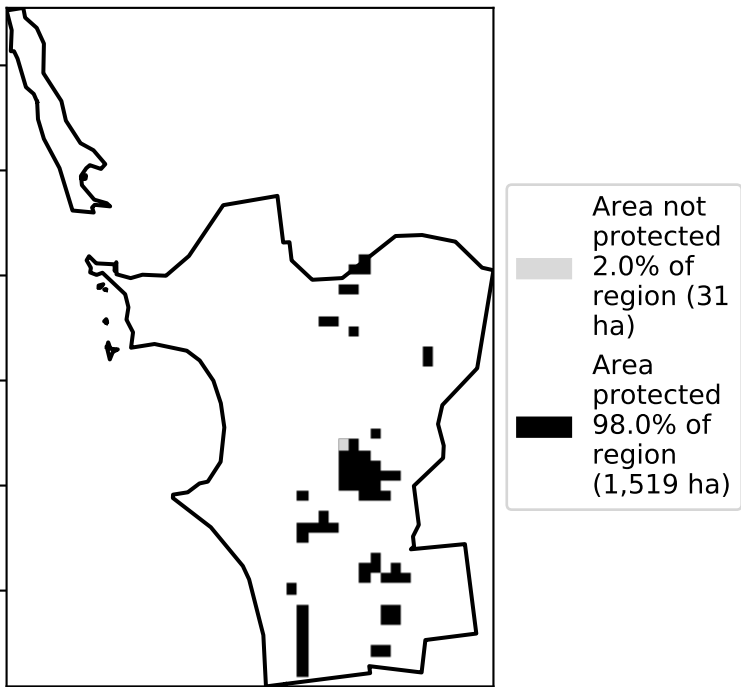 Area not
protected
2.0% of
region (31
ha)
Area
protected
98.0% of
region
(1,519 ha)